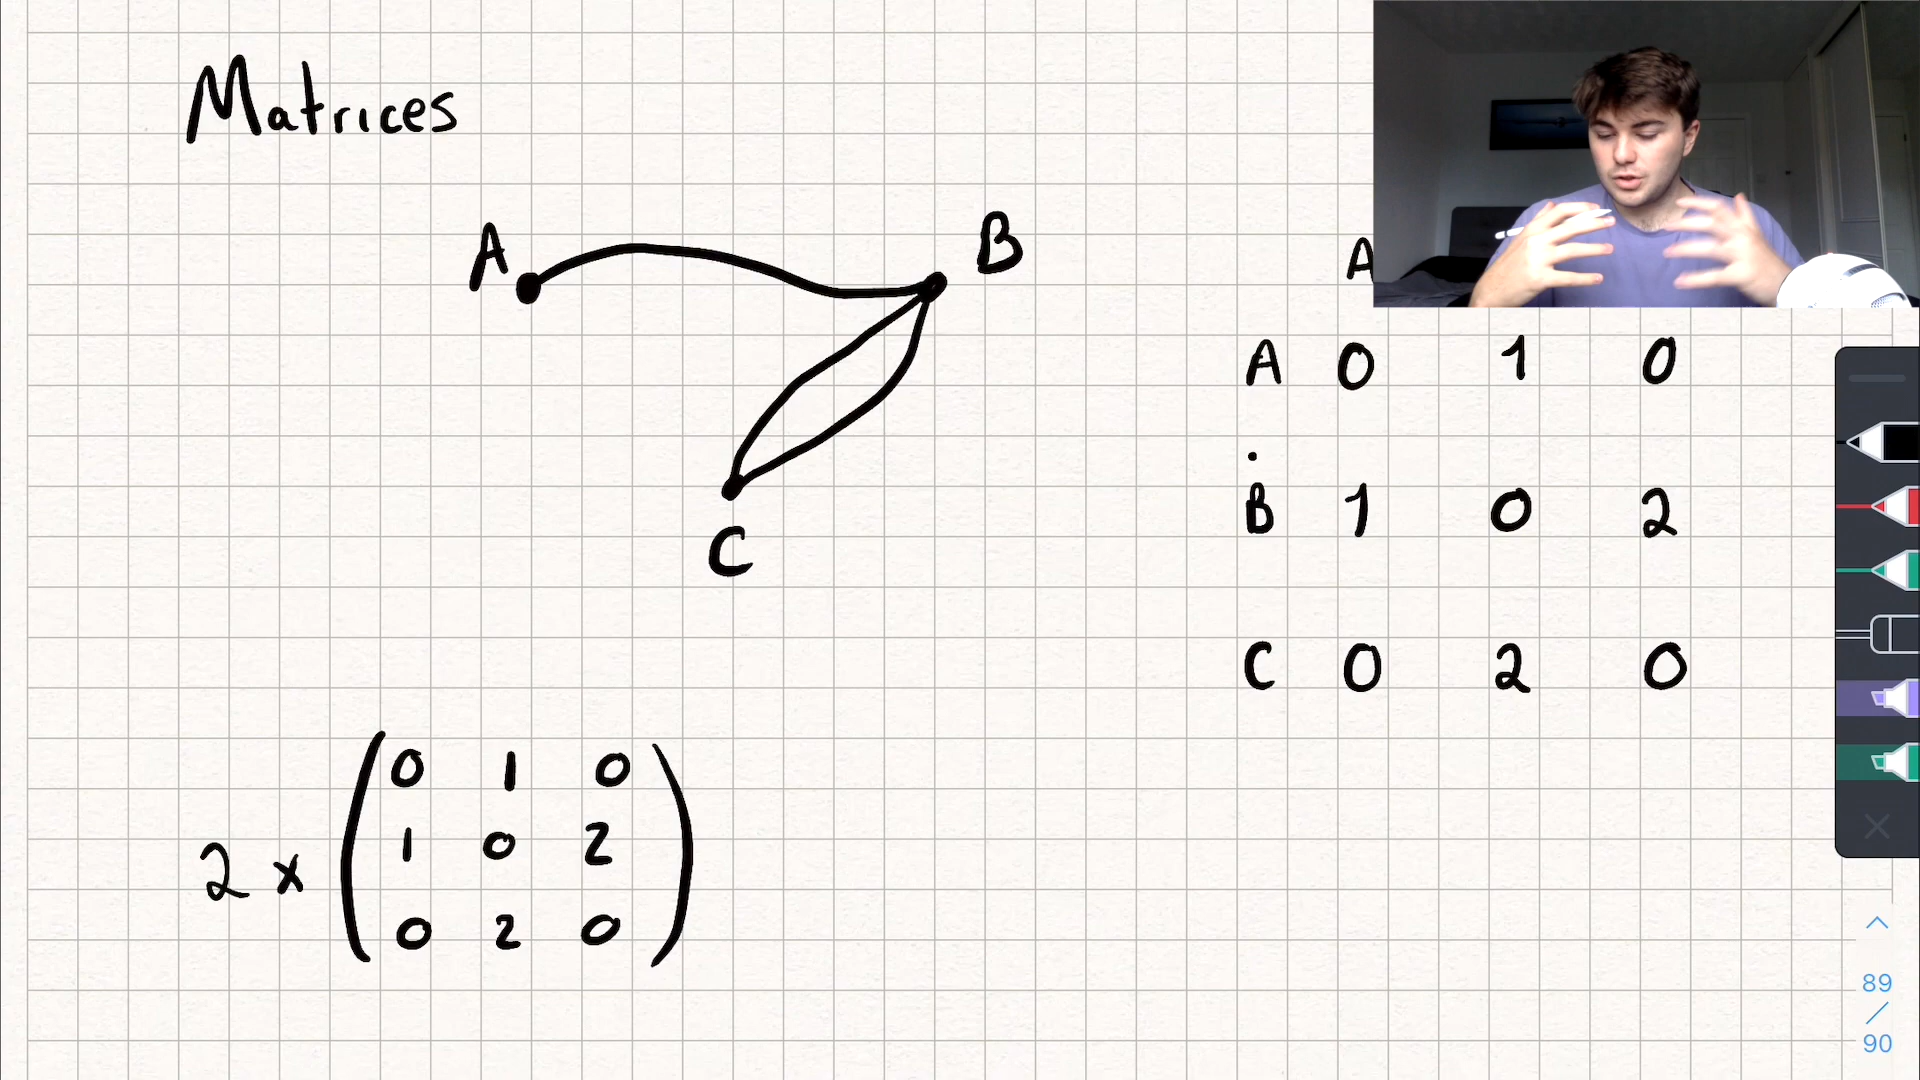 Matrices
A
B
C
A
A 0 1 0
B 1 0 2
C 0 2 0
2 × ( 0 1 0
1 0 2
0 2 0 )
89
/
90